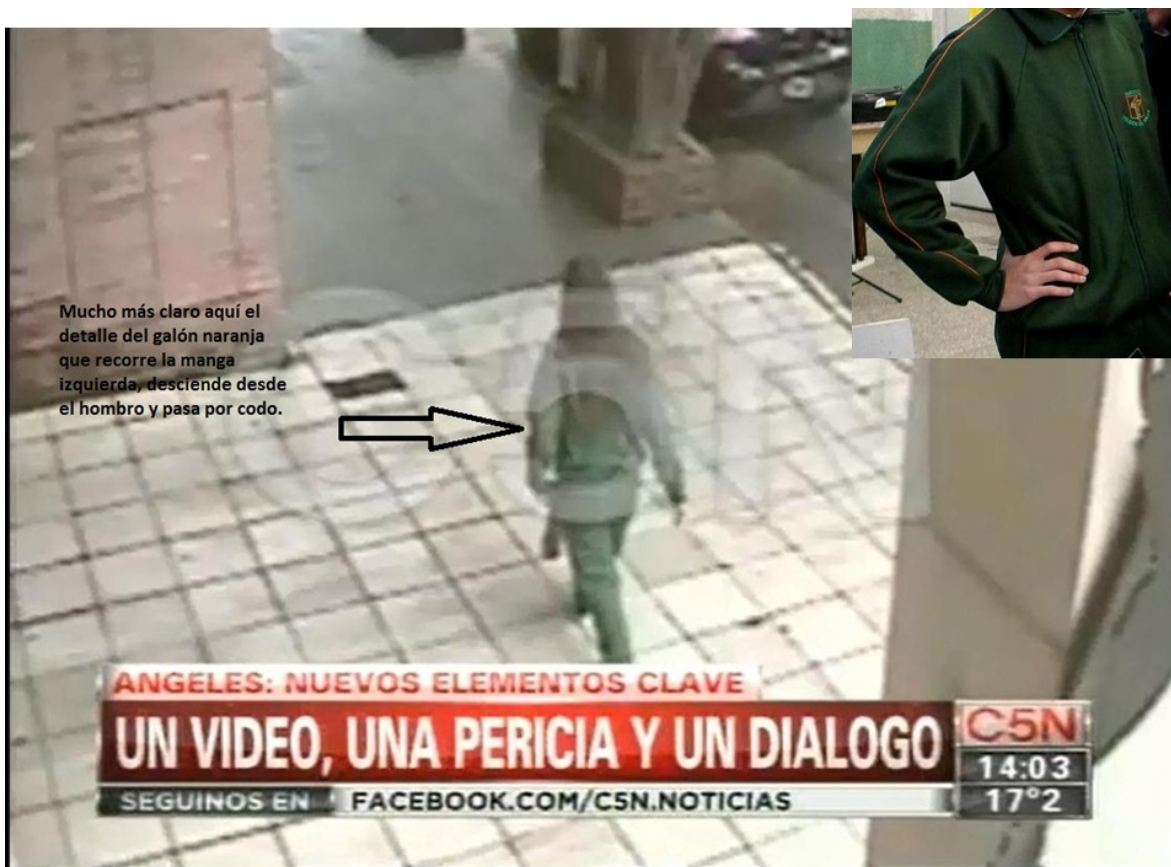 Mucho más claro aquí el
detalle del galón naranja
que recorre la manga
izquierda, desciende desde
el hombro y pasa por codo.
ANGELES: NUEVOS ELEMENTOS CLAVE
UN VIDEO, UNA PERICIA Y UN DIALOGO
C5N
14:03
17°2
SEGUINOS EN FACEBOOK.COM/C5N.NOTICIAS